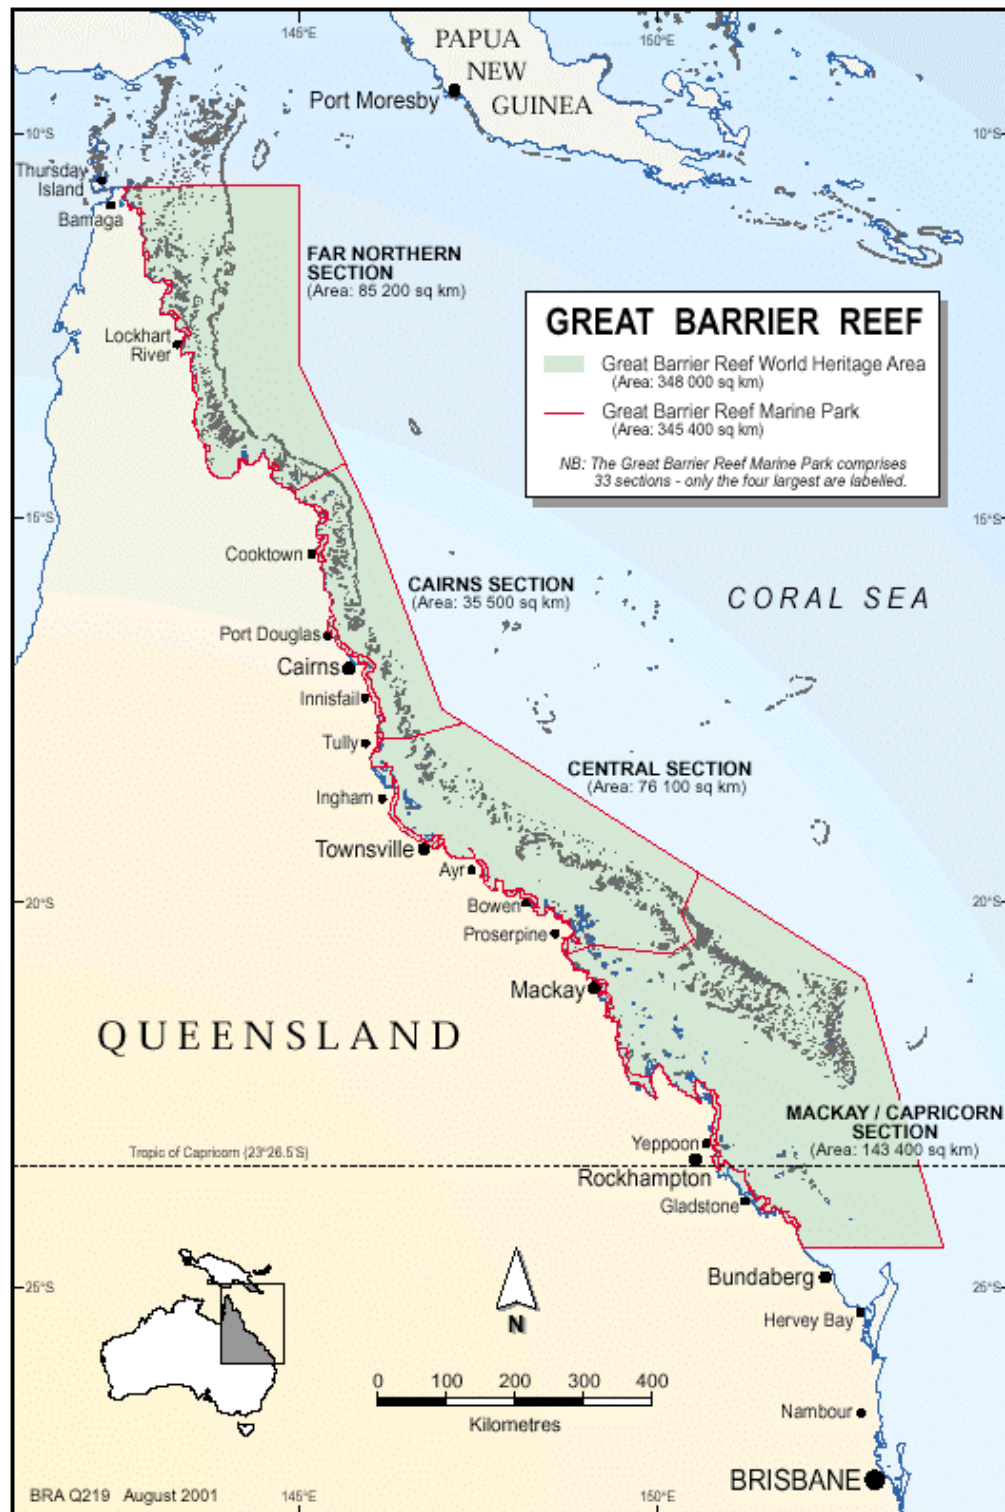 145°E
150°E
PAPUA
NEW
GUINEA
Port Moresby
10°S
10°S
Thursday
Island
Bamaga
FAR NORTHERN
SECTION
(Area: 85 200 sq km)
GREAT BARRIER REEF
Great Barrier Reef World Heritage Area
(Area: 348 000 sq km)
Great Barrier Reef Marine Park
(Area: 345 400 sq km)
NB: The Great Barrier Reef Marine Park comprises
33 sections - only the four largest are labelled.
Lockhart
River
15°S
15°S
Cooktown
CAIRNS SECTION
(Area: 35 500 sq km)
CORAL SEA
Port Douglas
Cairns
Innisfail
Tully
CENTRAL SECTION
(Area: 76 100 sq km)
Ingham
Townsville
Ayr
20°S
20°S
Bowen
Proserpine
Mackay
QUEENSLAND
MACKAY / CAPRICORN
SECTION
(Area: 143 400 sq km)
Yeppoon
Tropic of Capricorn (23°26.5'S)
Rockhampton
Gladstone
Bundaberg
25°S
25°S
Hervey Bay
N
0 100 200 300 400
Kilometres
Nambour
BRISBANE
BRA Q219 August 2001
145°E
150°E